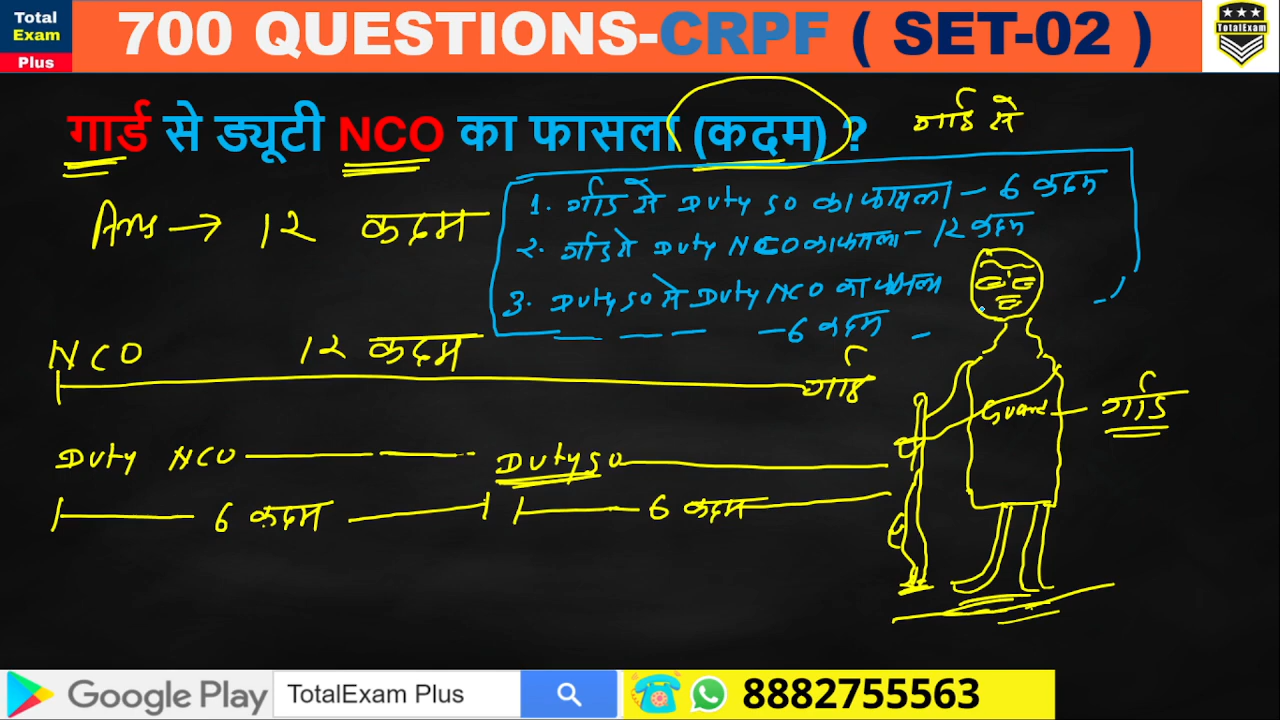 Total
Exam
Plus
700 QUESTIONS-CRPF ( SET-02 )
TotalExam
गार्ड से ड्यूटी NCO का फासला (कदम) ?
गार्ड से
Ans → 12 कदम
1. गार्ड से Duty SO का फासला - 6 कदम
2. गार्ड से Duty NCO का फासला - 12 कदम
3. Duty SO से Duty NCO का फासला
- 6 कदम
NCO 12 कदम
गार्ड
Guard
गार्ड
Duty NCO Duty SO
6 कदम 6 कदम
Google Play TotalExam Plus 8882755563